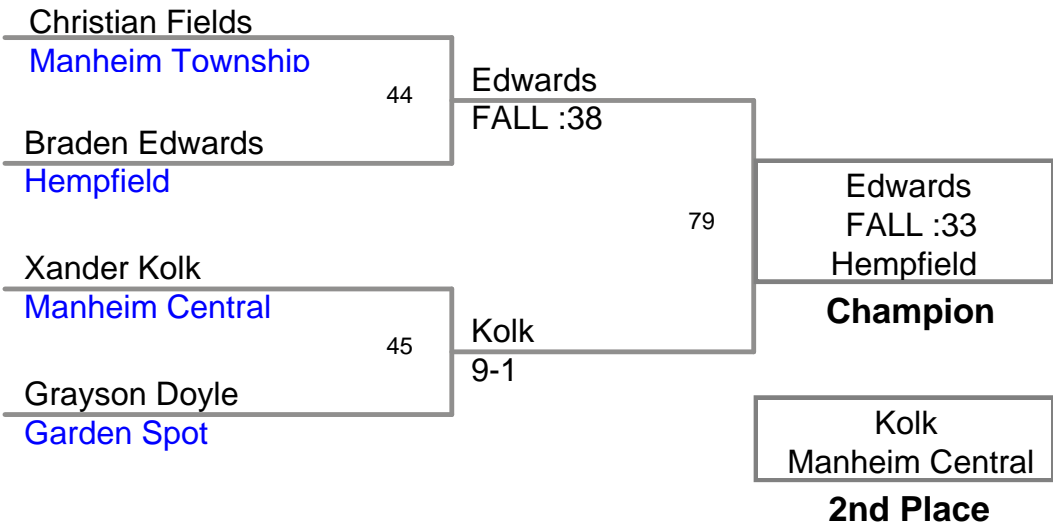 Christian Fields
Manheim Township
44
Edwards
FALL :38
Braden Edwards
Hempfield
79
Edwards
FALL :33
Hempfield
Champion
Xander Kolk
Manheim Central
45
Kolk
9-1
Grayson Doyle
Garden Spot
Kolk
Manheim Central
2nd Place